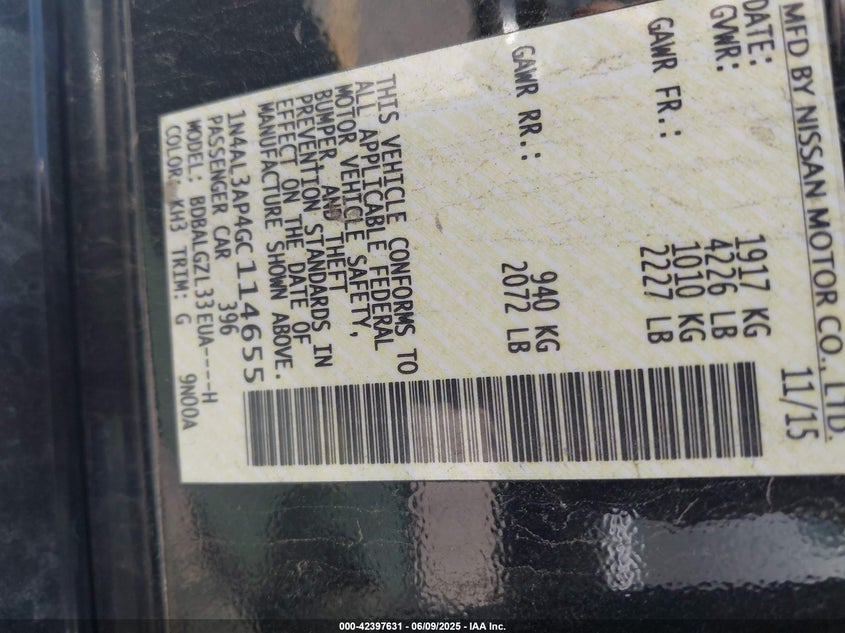 MFD BY NISSAN MOTOR CO., LTD.
DATE: 11/15
GVWR: 1917 KG
4226 LB
GAWR FR.: 1010 KG
2227 LB
GAWR RR.: 940 KG
2072 LB
THIS VEHICLE CONFORMS TO
ALL APPLICABLE FEDERAL
MOTOR VEHICLE SAFETY,
BUMPER, AND THEFT
PREVENTION STANDARDS IN
EFFECT ON THE DATE OF
MANUFACTURE SHOWN ABOVE.
1N4AL3AP4GC114655
PASSENGER CAR 396
MODEL: BDBALGZL33EUA----H
COLOR: KH3 TRIM: G 9N00A
000-42397631 - 06/09/2025 - IAA Inc.